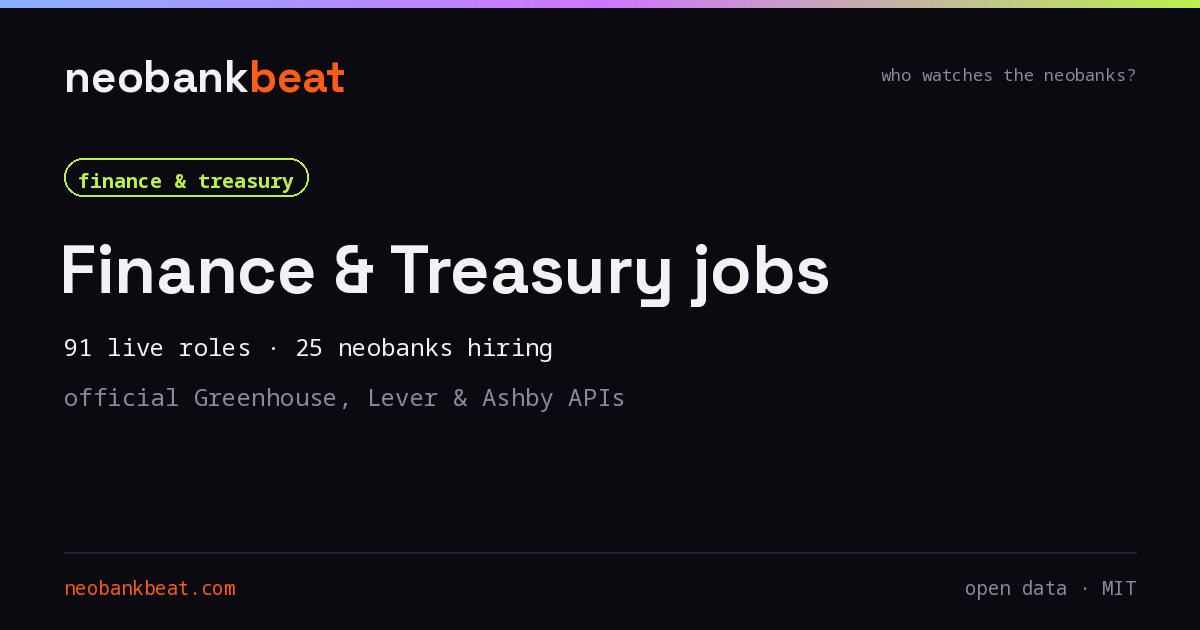 neobankbeat
who watches the neobanks?
finance & treasury
Finance & Treasury jobs
91 live roles · 25 neobanks hiring
official Greenhouse, Lever & Ashby APIs
neobankbeat.com
open data · MIT